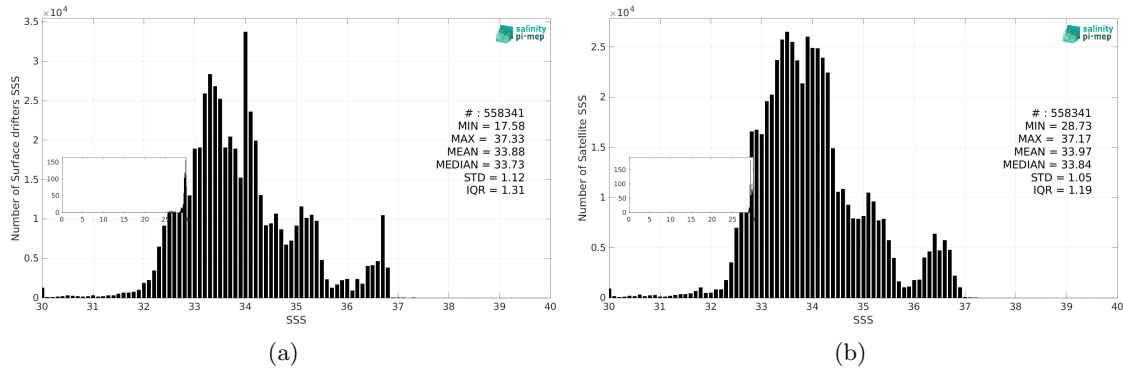 ×10⁴
3.5
3
2.5
2
1.5
1
0.5
0
Number of Surface drifters SSS
salinity
pi-mep
# : 558341
MIN = 17.58
MAX = 37.33
MEAN = 33.88
MEDIAN = 33.73
STD = 1.12
IQR = 1.31
150
100
50
0
0 5 10 15 20 25
30 31 32 33 34 35 36 37 38 39 40
SSS
(a)
×10⁴
2.5
2
1.5
1
0.5
0
Number of Satellite SSS
salinity
pi-mep
# : 558341
MIN = 28.73
MAX = 37.17
MEAN = 33.97
MEDIAN = 33.84
STD = 1.05
IQR = 1.19
150
100
50
0
0 5 10 15 20 25
30 31 32 33 34 35 36 37 38 39 40
SSS
(b)